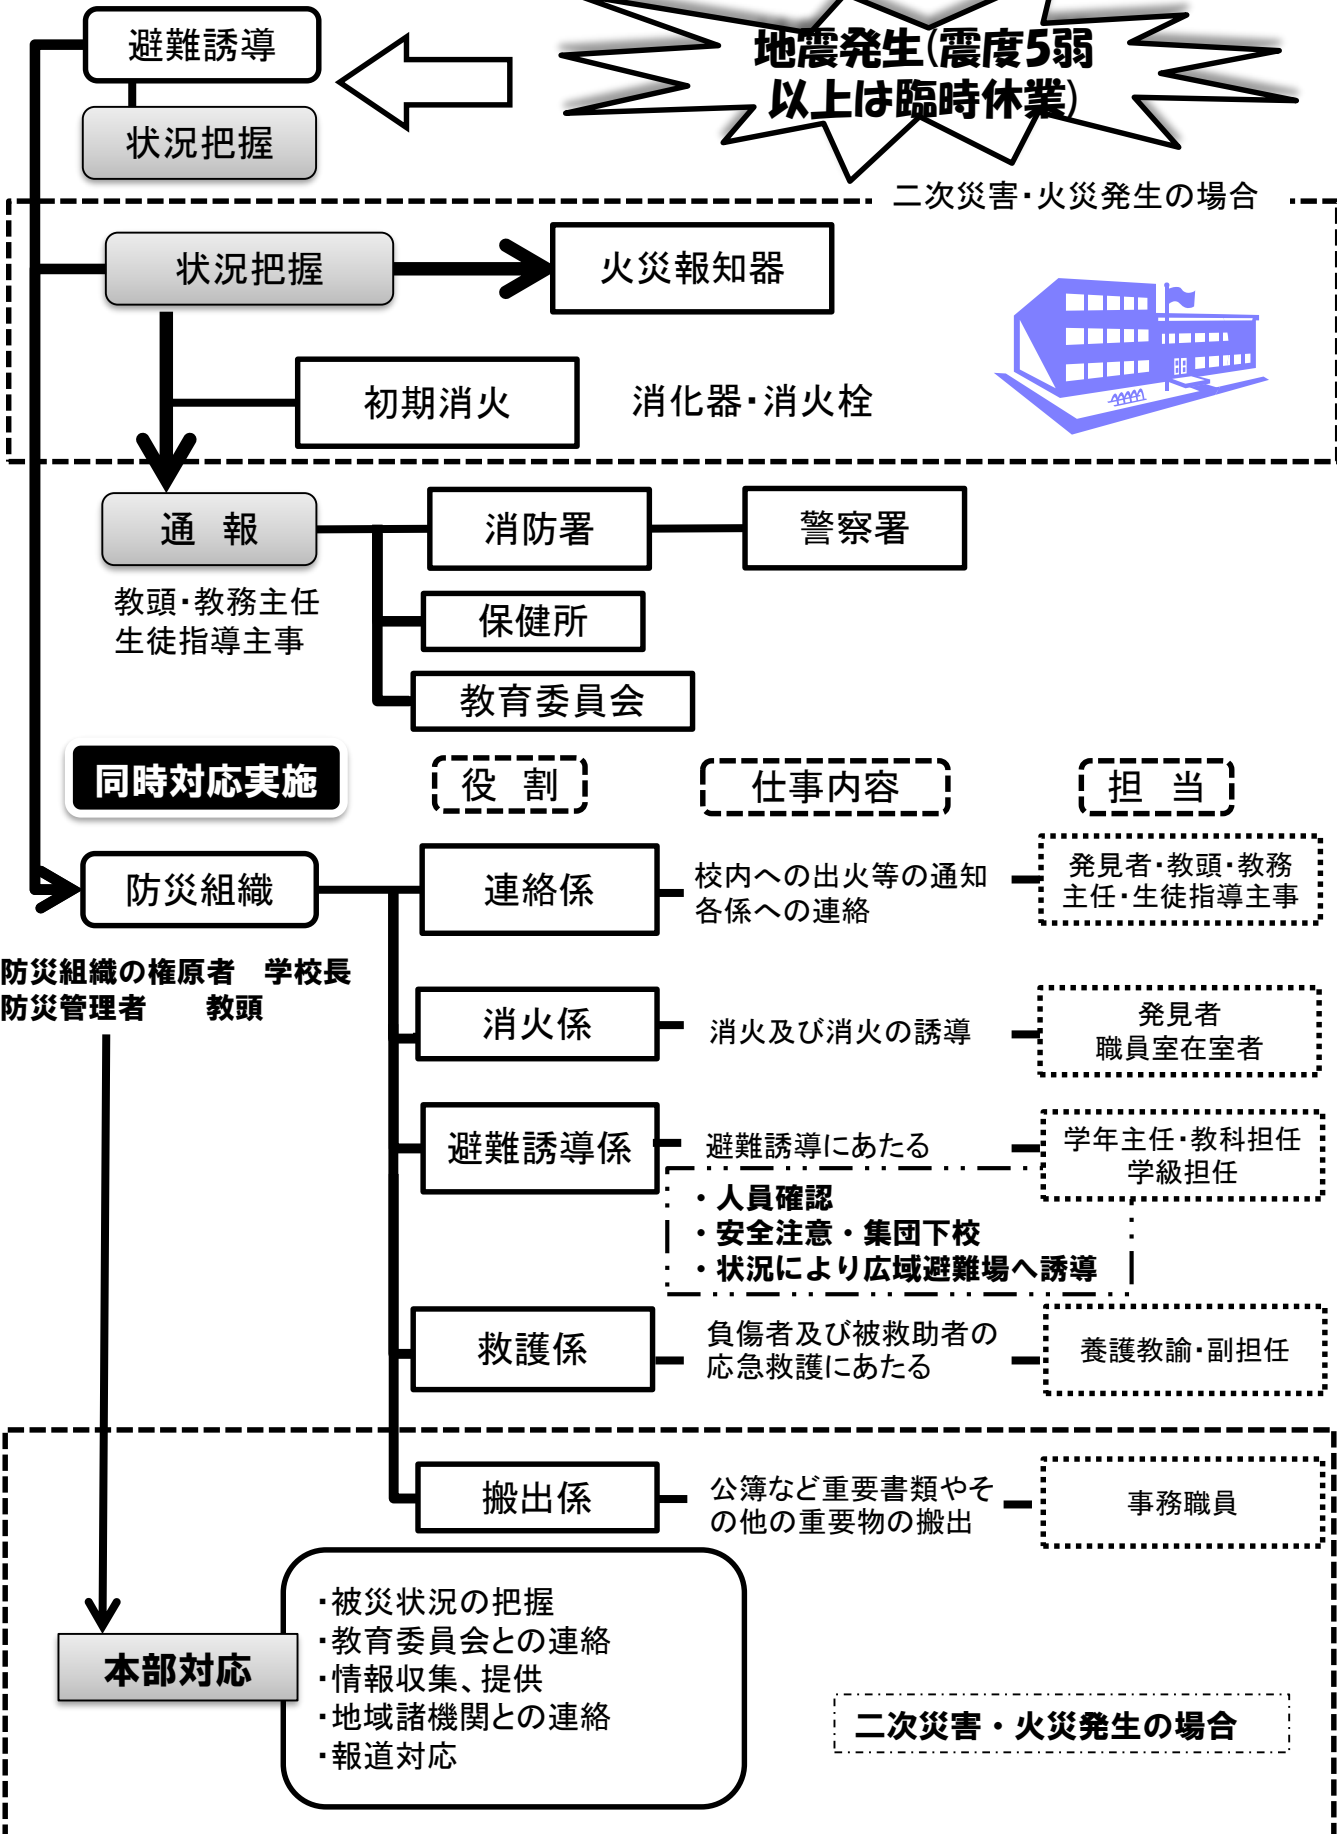 地震発生(震度5弱
以上は臨時休業)
避難誘導
状況把握
二次災害・火災発生の場合
状況把握
火災報知器
初期消火
消化器・消火栓
通　報
消防署
警察署
教頭・教務主任
生徒指導主事
保健所
教育委員会
同時対応実施
役　割
仕事内容
担　当
防災組織
連絡係
校内への出火等の通知
各係への連絡
発見者・教頭・教務
主任・生徒指導主事
防災組織の権原者　学校長
防災管理者　　教頭
消火係
消火及び消火の誘導
発見者
職員室在室者
避難誘導係
避難誘導にあたる
学年主任・教科担任
学級担任
・人員確認
・安全注意・集団下校
・状況により広域避難場へ誘導
救護係
負傷者及び被救助者の
応急救護にあたる
養護教諭・副担任
搬出係
公簿など重要書類やそ
の他の重要物の搬出
事務職員
本部対応
・被災状況の把握
・教育委員会との連絡
・情報収集、提供
・地域諸機関との連絡
・報道対応
二次災害・火災発生の場合